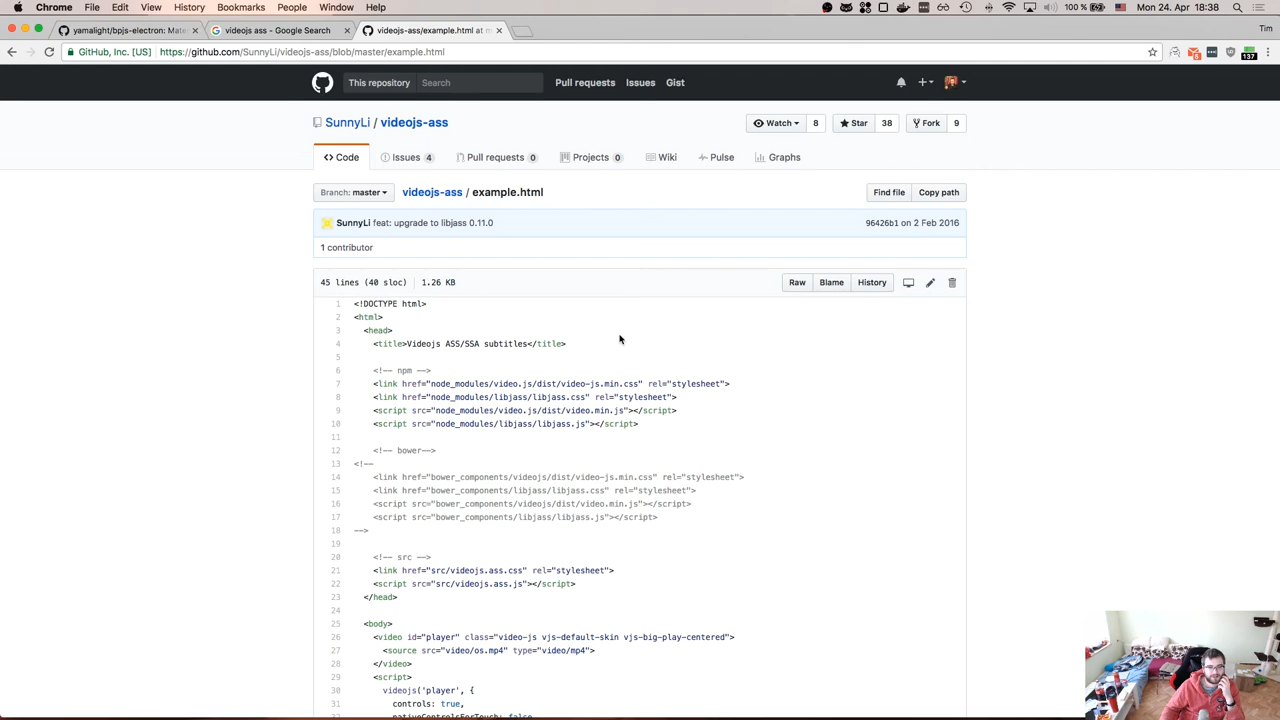 Chrome File Edit View History Bookmarks People Window Help 100 % Mon 24. Apr 18:38
yamalight/bpjs-electron: Mate videojs ass - Google Search videojs-ass/example.html at m Tim
GitHub, Inc. [US] https://github.com/SunnyLi/videojs-ass/blob/master/example.html 5 137
This repository Search Pull requests Issues Gist
SunnyLi / videojs-ass Watch 8 Star 38 Fork 9
Code Issues 4 Pull requests 0 Projects 0 Wiki Pulse Graphs
Branch: master videojs-ass / example.html Find file Copy path
SunnyLi feat: upgrade to libjass 0.11.0 96426b1 on 2 Feb 2016
1 contributor
45 lines (40 sloc) 1.26 KB Raw Blame History
1 <!DOCTYPE html>
2 <html>
3 <head>
4 <title>Videojs ASS/SSA subtitles</title>
5
6 <!-- npm -->
7 <link href="node_modules/video.js/dist/video-js.min.css" rel="stylesheet">
8 <link href="node_modules/libjass/libjass.css" rel="stylesheet">
9 <script src="node_modules/video.js/dist/video.min.js"></script>
10 <script src="node_modules/libjass/libjass.js"></script>
11
12 <!-- bower-->
13 <!--
14 <link href="bower_components/videojs/dist/video-js.min.css" rel="stylesheet">
15 <link href="bower_components/libjass/libjass.css" rel="stylesheet">
16 <script src="bower_components/videojs/dist/video.min.js"></script>
17 <script src="bower_components/libjass/libjass.js"></script>
18 -->
19
20 <!-- src -->
21 <link href="src/videojs.ass.css" rel="stylesheet">
22 <script src="src/videojs.ass.js"></script>
23 </head>
24
25 <body>
26 <video id="player" class="video-js vjs-default-skin vjs-big-play-centered">
27 <source src="video/os.mp4" type="video/mp4">
28 </video>
29 <script>
30 videojs('player', {
31 controls: true,
32 nativeControlsForTouch: false,